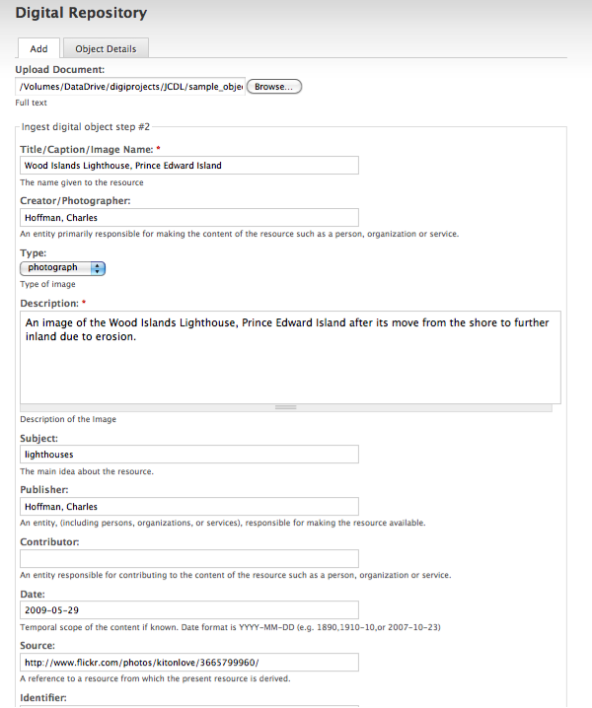 Digital Repository
Add
Object Details
Upload Document:
/Volumes/DataDrive/digiprojects/JCDL/sample_obje
Browse...
Full text
Ingest digital object step #2
Title/Caption/Image Name: *
Wood Islands Lighthouse, Prince Edward Island
The name given to the resource
Creator/Photographer:
Hoffman, Charles
An entity primarily responsible for making the content of the resource such as a person, organization or service.
Type:
photograph
Type of image
Description: *
An image of the Wood Islands Lighthouse, Prince Edward Island after its move from the shore to further
inland due to erosion.
Description of the Image
Subject:
lighthouses
The main idea about the resource.
Publisher:
Hoffman, Charles
An entity, (including persons, organizations, or services), responsible for making the resource available.
Contributor:
An entity responsible for contributing to the content of the resource such as a person, organization or service.
Date:
2009-05-29
Temporal scope of the content if known. Date format is YYYY-MM-DD (e.g. 1890,1910-10,or 2007-10-23)
Source:
http://www.flickr.com/photos/kitonlove/3665799960/
A reference to a resource from which the present resource is derived.
Identifier: